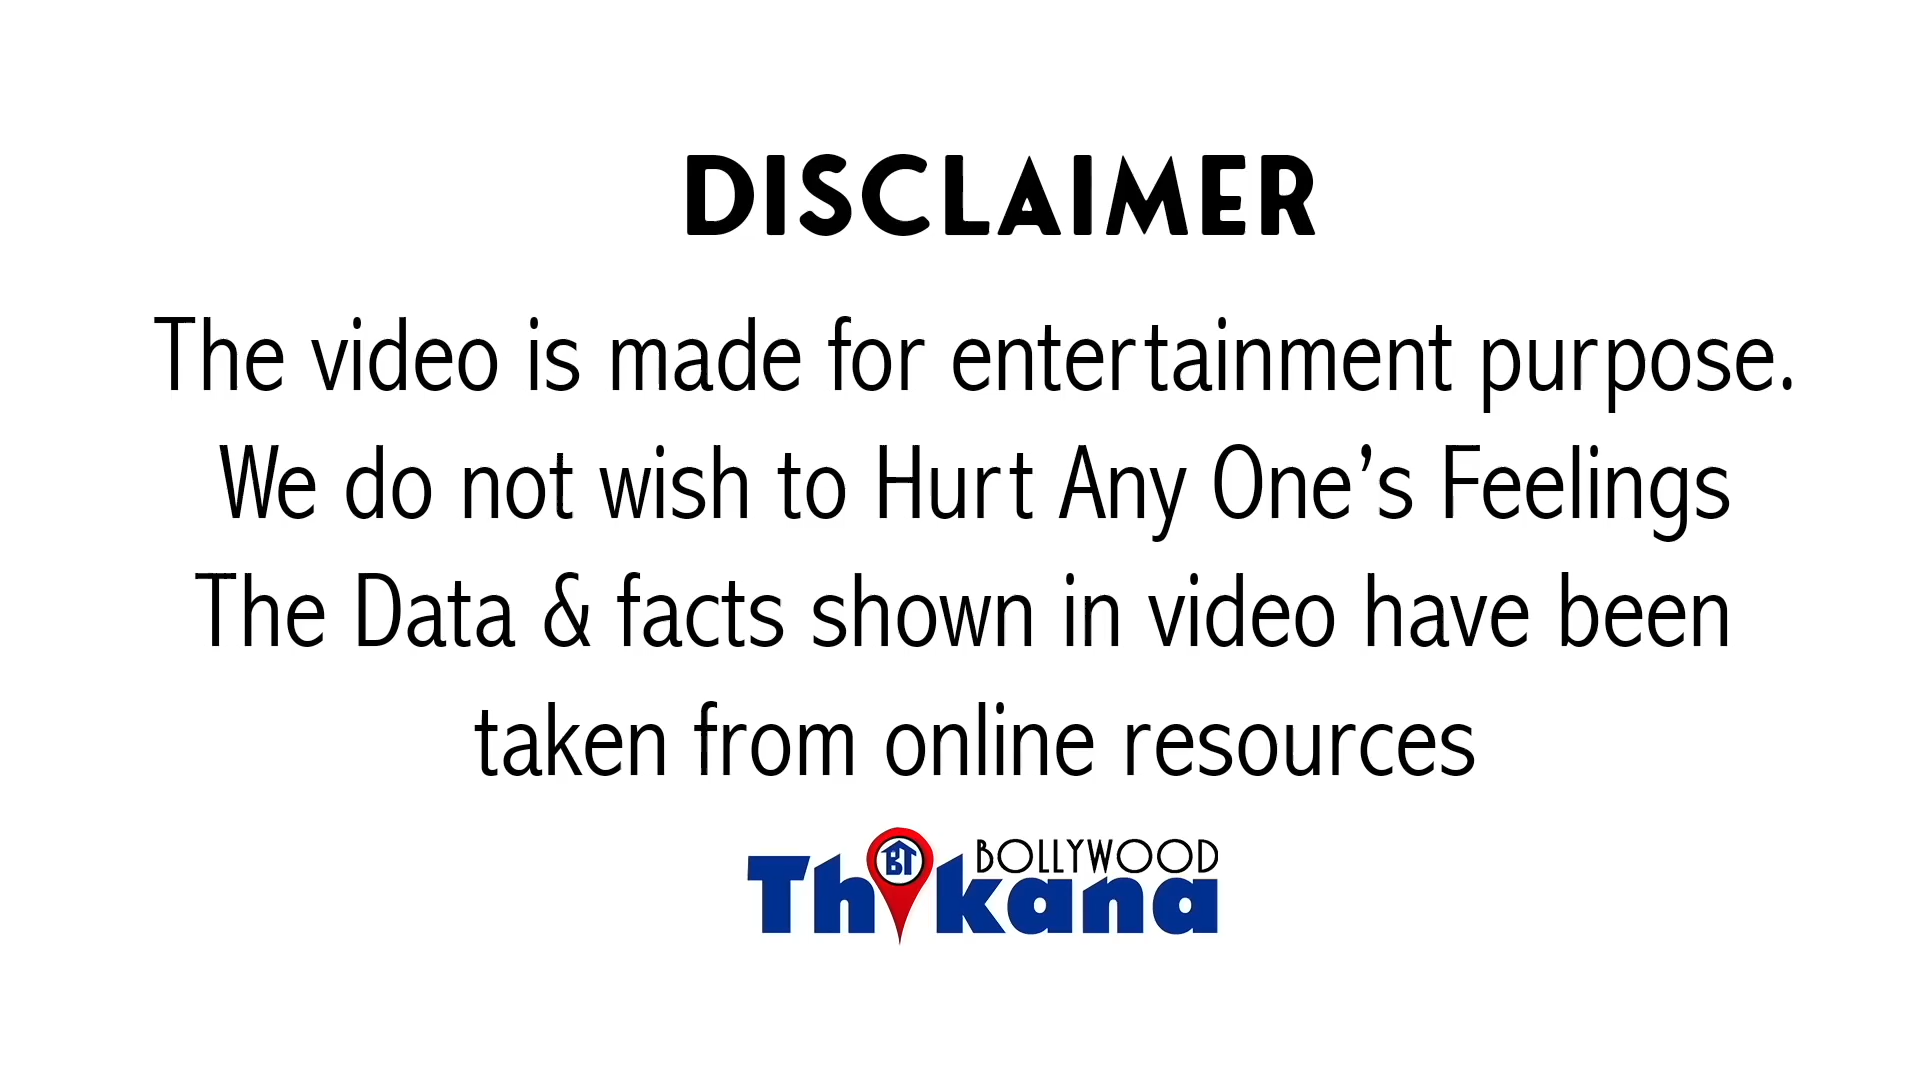 DISCLAIMER
The video is made for entertainment purpose.
We do not wish to Hurt Any One’s Feelings
The Data & facts shown in video have been
taken from online resources
BT
BOLLYWOOD
Thikana